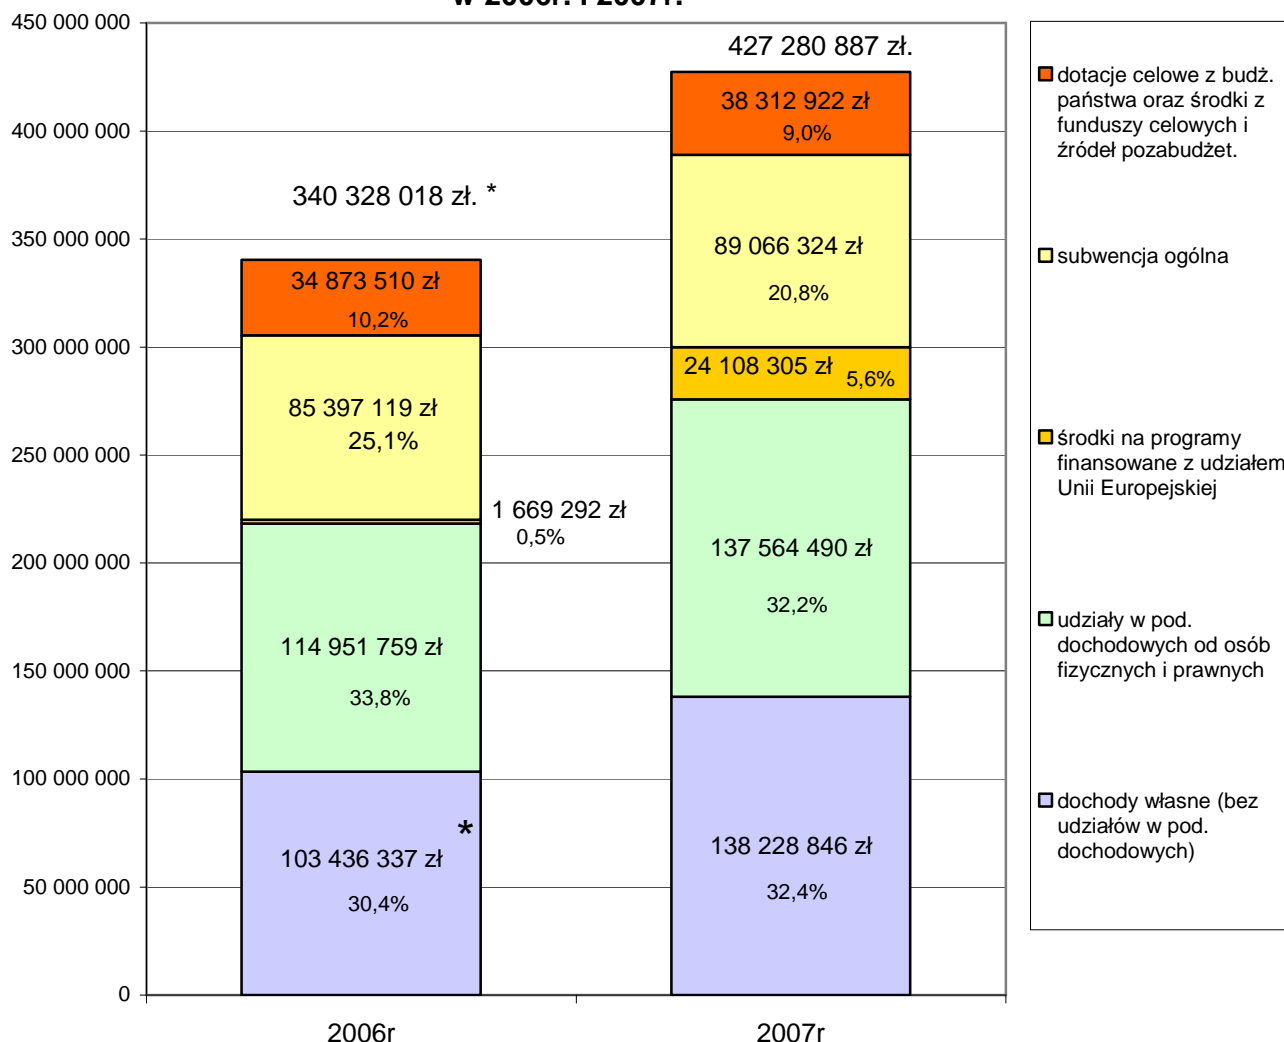 w 2006r. i 2007r.
450 000 000
400 000 000
350 000 000
300 000 000
250 000 000
200 000 000
150 000 000
100 000 000
50 000 000
0
340 328 018 zł. *
34 873 510 zł
10,2%
85 397 119 zł
25,1%
1 669 292 zł
0,5%
114 951 759 zł
33,8%
*
103 436 337 zł
30,4%
2006r
427 280 887 zł.
38 312 922 zł
9,0%
89 066 324 zł
20,8%
24 108 305 zł
5,6%
137 564 490 zł
32,2%
138 228 846 zł
32,4%
2007r
dotacje celowe z budż.
państwa oraz środki z
funduszy celowych i
źródeł pozabudżet.
subwencja ogólna
środki na programy
finansowane z udziałem
Unii Europejskiej
udziały w pod.
dochodowych od osób
fizycznych i prawnych
dochody własne (bez
udziałów w pod.
dochodowych)